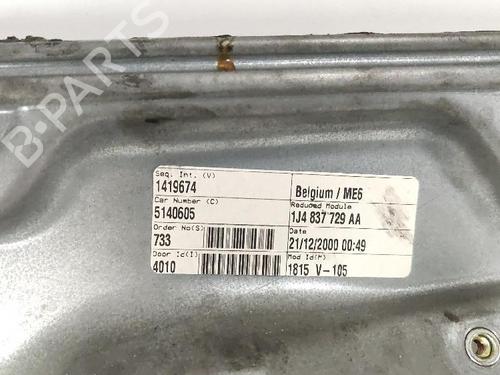 Seq. Int. (V)
1419674
Belgium / ME6
Car Number (C)
5140605
Reduced Module
1J4 837 729 AA
Order No(S)
733
Date
21/12/2000 00:49
Door Id(I)
4010
Mod Id(M)
1815 V-105
B-PARTS